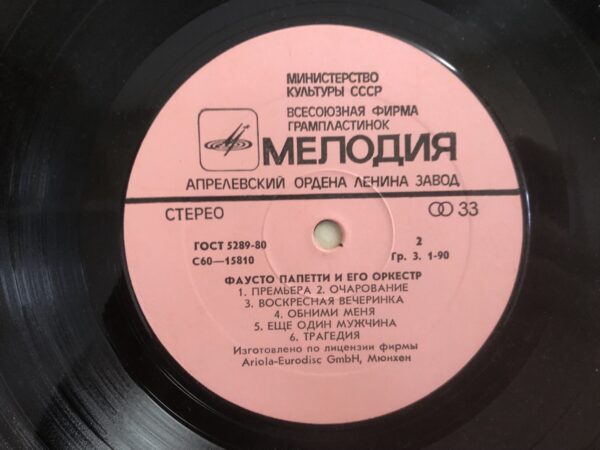 МИНИСТЕРСТВО
КУЛЬТУРЫ СССР
ВСЕСОЮЗНАЯ ФИРМА
ГРАМПЛАСТИНОК
МЕЛОДИЯ
АПРЕЛЕВСКИЙ ОРДЕНА ЛЕНИНА ЗАВОД
СТЕРЕО 33
ГОСТ 5289-80 2
С60—15810 Гр. 3. 1-90
ФАУСТО ПАПЕТТИ И ЕГО ОРКЕСТР
1. ПРЕМЬЕРА 2. ОЧАРОВАНИЕ
3. ВОСКРЕСНАЯ ВЕЧЕРИНКА
4. ОБНИМИ МЕНЯ
5. ЕЩЕ ОДИН МУЖЧИНА
6. ТРАГЕДИЯ
Изготовлено по лицензии фирмы
Ariola-Eurodisc GmbH, Мюнхен